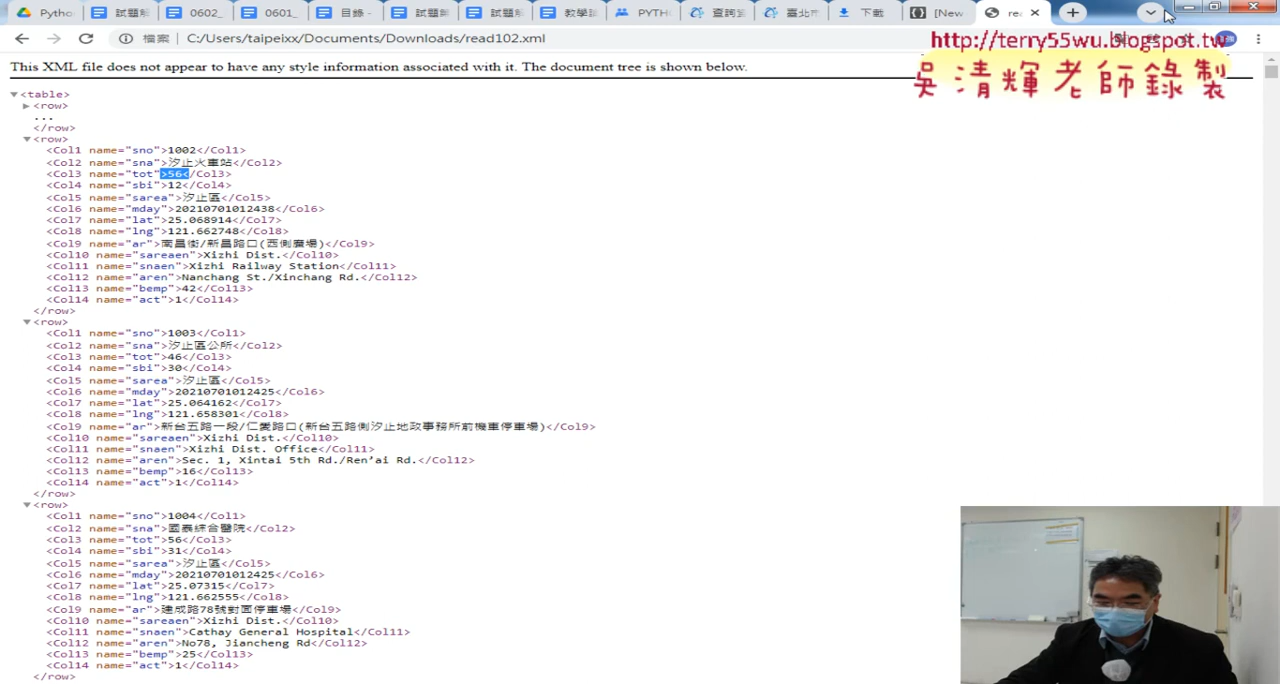 Python
試題解
0602_
0601_
目錄 -
試題解
試題解
教學評
PYTHO
查詢宜
臺北市
下載
[New
rea
檔案 | C:/Users/taipeixx/Documents/Downloads/read102.xml
http://terry55wu.blogspot.tw
吳清輝老師錄製
This XML file does not appear to have any style information associated with it. The document tree is shown below.
<table>
<row>
...
</row>
<row>
<Col1 name="sno">1002</Col1>
<Col2 name="sna">汐止火車站</Col2>
<Col3 name="tot">56</Col3>
<Col4 name="sbi">12</Col4>
<Col5 name="sarea">汐止區</Col5>
<Col6 name="mday">20210701012438</Col6>
<Col7 name="lat">25.068914</Col7>
<Col8 name="lng">121.662748</Col8>
<Col9 name="ar">南昌街/新昌路口(西側廣場)</Col9>
<Col10 name="sareaen">Xizhi Dist.</Col10>
<Col11 name="snaen">Xizhi Railway Station</Col11>
<Col12 name="aren">Nanchang St./Xinchang Rd.</Col12>
<Col13 name="bemp">42</Col13>
<Col14 name="act">1</Col14>
</row>
<row>
<Col1 name="sno">1003</Col1>
<Col2 name="sna">汐止區公所</Col2>
<Col3 name="tot">46</Col3>
<Col4 name="sbi">30</Col4>
<Col5 name="sarea">汐止區</Col5>
<Col6 name="mday">20210701012425</Col6>
<Col7 name="lat">25.064162</Col7>
<Col8 name="lng">121.658301</Col8>
<Col9 name="ar">新台五路一段/仁愛路口(新台五路側汐止地政事務所前機車停車場)</Col9>
<Col10 name="sareaen">Xizhi Dist.</Col10>
<Col11 name="snaen">Xizhi Dist. Office</Col11>
<Col12 name="aren">Sec. 1, Xintai 5th Rd./Ren’ai Rd.</Col12>
<Col13 name="bemp">16</Col13>
<Col14 name="act">1</Col14>
</row>
<row>
<Col1 name="sno">1004</Col1>
<Col2 name="sna">國泰綜合醫院</Col2>
<Col3 name="tot">56</Col3>
<Col4 name="sbi">31</Col4>
<Col5 name="sarea">汐止區</Col5>
<Col6 name="mday">20210701012425</Col6>
<Col7 name="lat">25.07315</Col7>
<Col8 name="lng">121.662555</Col8>
<Col9 name="ar">建成路78號對面停車場</Col9>
<Col10 name="sareaen">Xizhi Dist.</Col10>
<Col11 name="snaen">Cathay General Hospital</Col11>
<Col12 name="aren">No78, Jiancheng Rd</Col12>
<Col13 name="bemp">25</Col13>
<Col14 name="act">1</Col14>
</row>